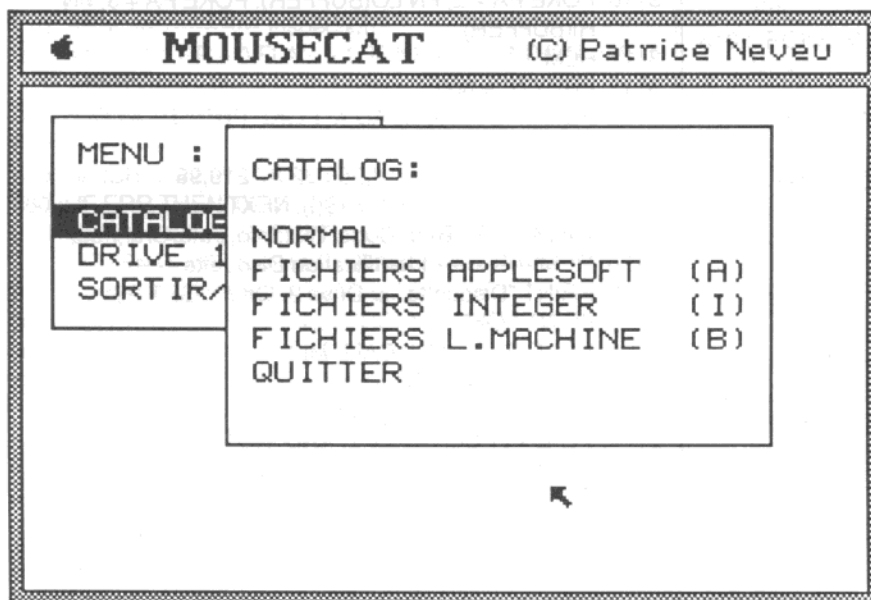 MOUSECAT (C) Patrice Neveu
MENU :
CATALOG
DRIVE 1
SORTIR/
CATALOG:
NORMAL
FICHIERS APPLESOFT (A)
FICHIERS INTEGER (I)
FICHIERS L.MACHINE (B)
QUITTER